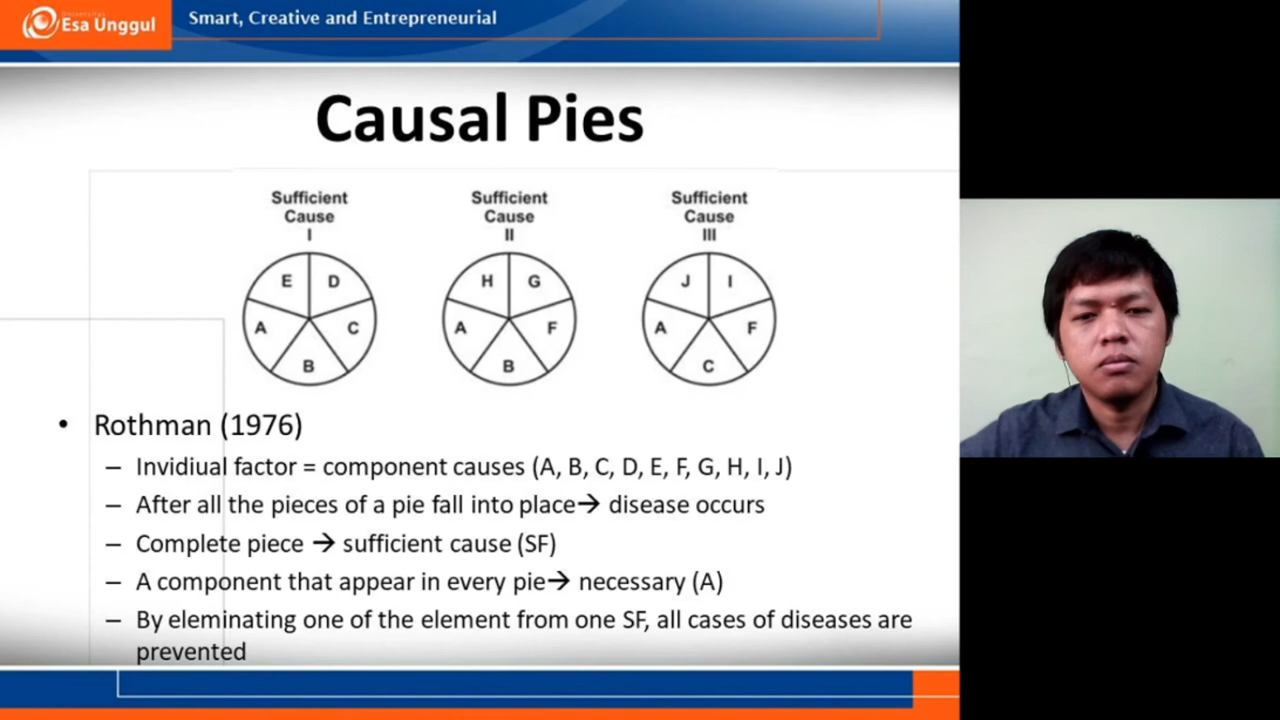 Universitas
Esa Unggul
Smart, Creative and Entrepreneurial
Causal Pies
Sufficient
Cause
I
Sufficient
Cause
II
Sufficient
Cause
III
E D
A C
B
H G
A F
B
J I
A F
C
• Rothman (1976)
– Invidiual factor = component causes (A, B, C, D, E, F, G, H, I, J)
– After all the pieces of a pie fall into place→ disease occurs
– Complete piece → sufficient cause (SF)
– A component that appear in every pie→ necessary (A)
– By eleminating one of the element from one SF, all cases of diseases are
prevented